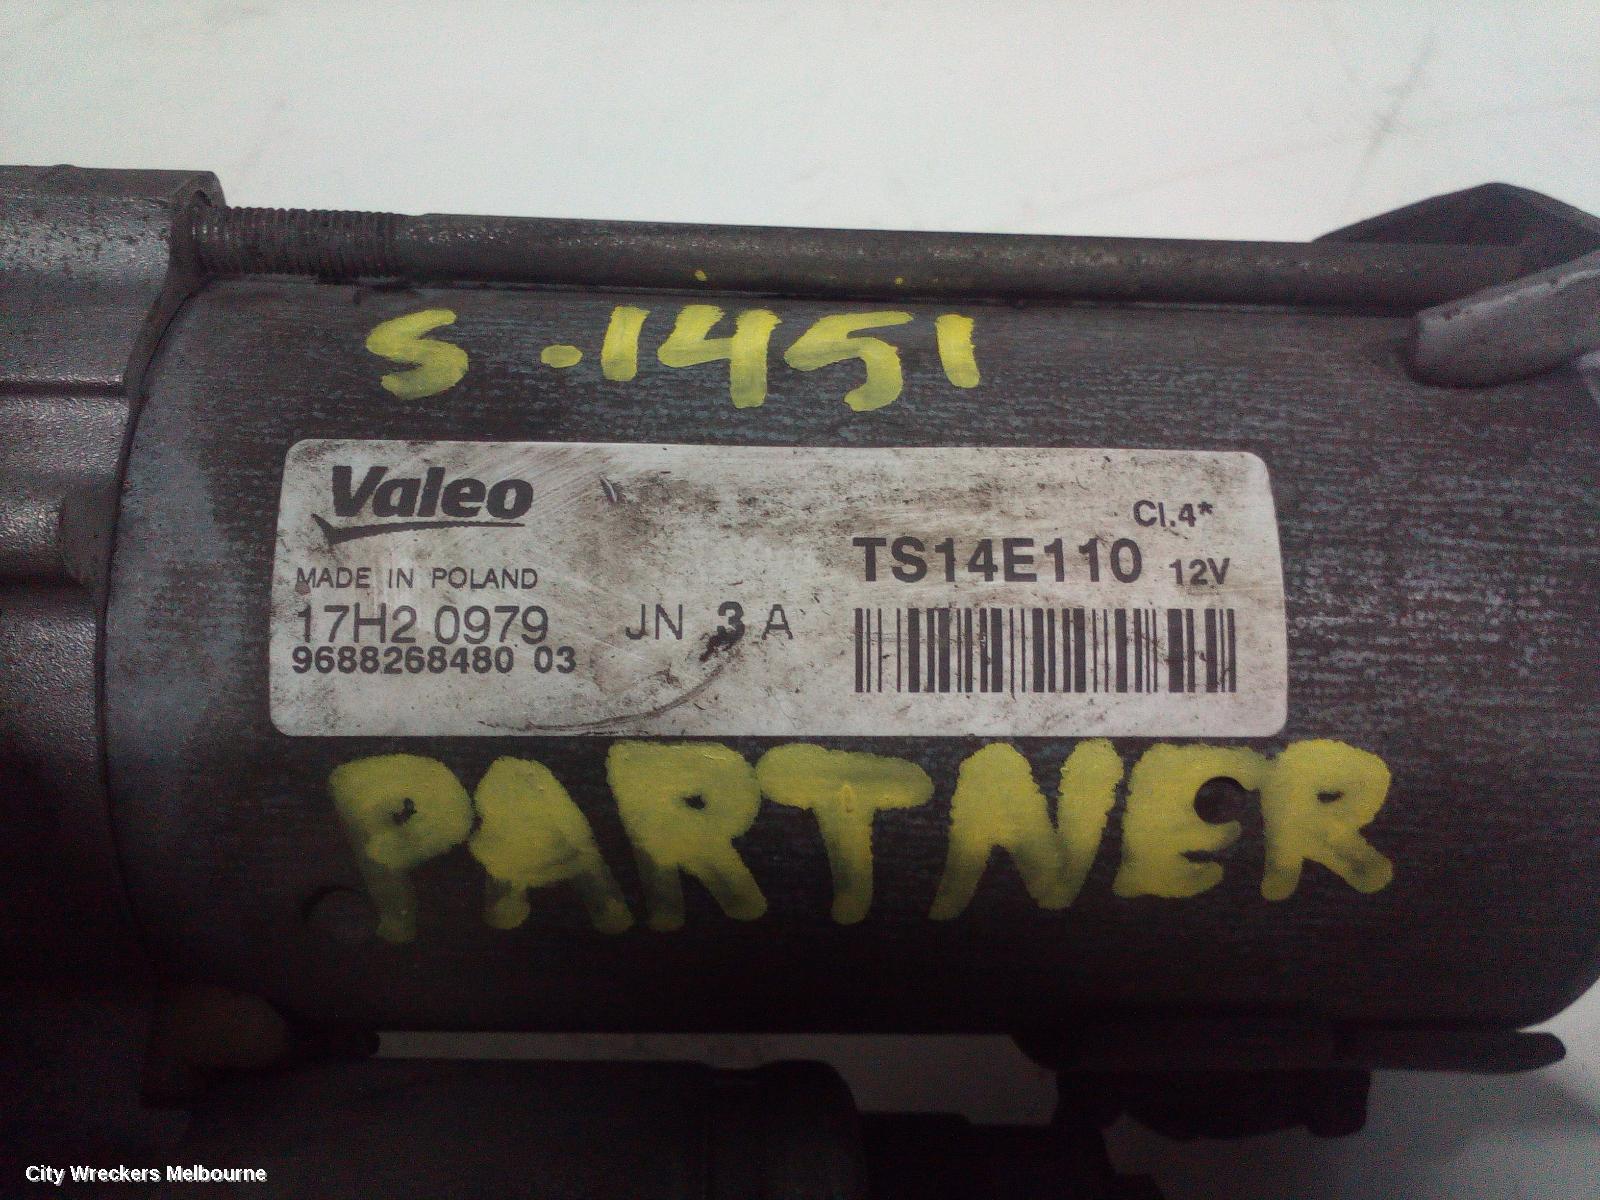 S.1451
Valeo
Cl.4*
TS14E110 12V
MADE IN POLAND
17H2 0979 JN 3 A
9688268480 03
PARTNER
City Wreckers Melbourne